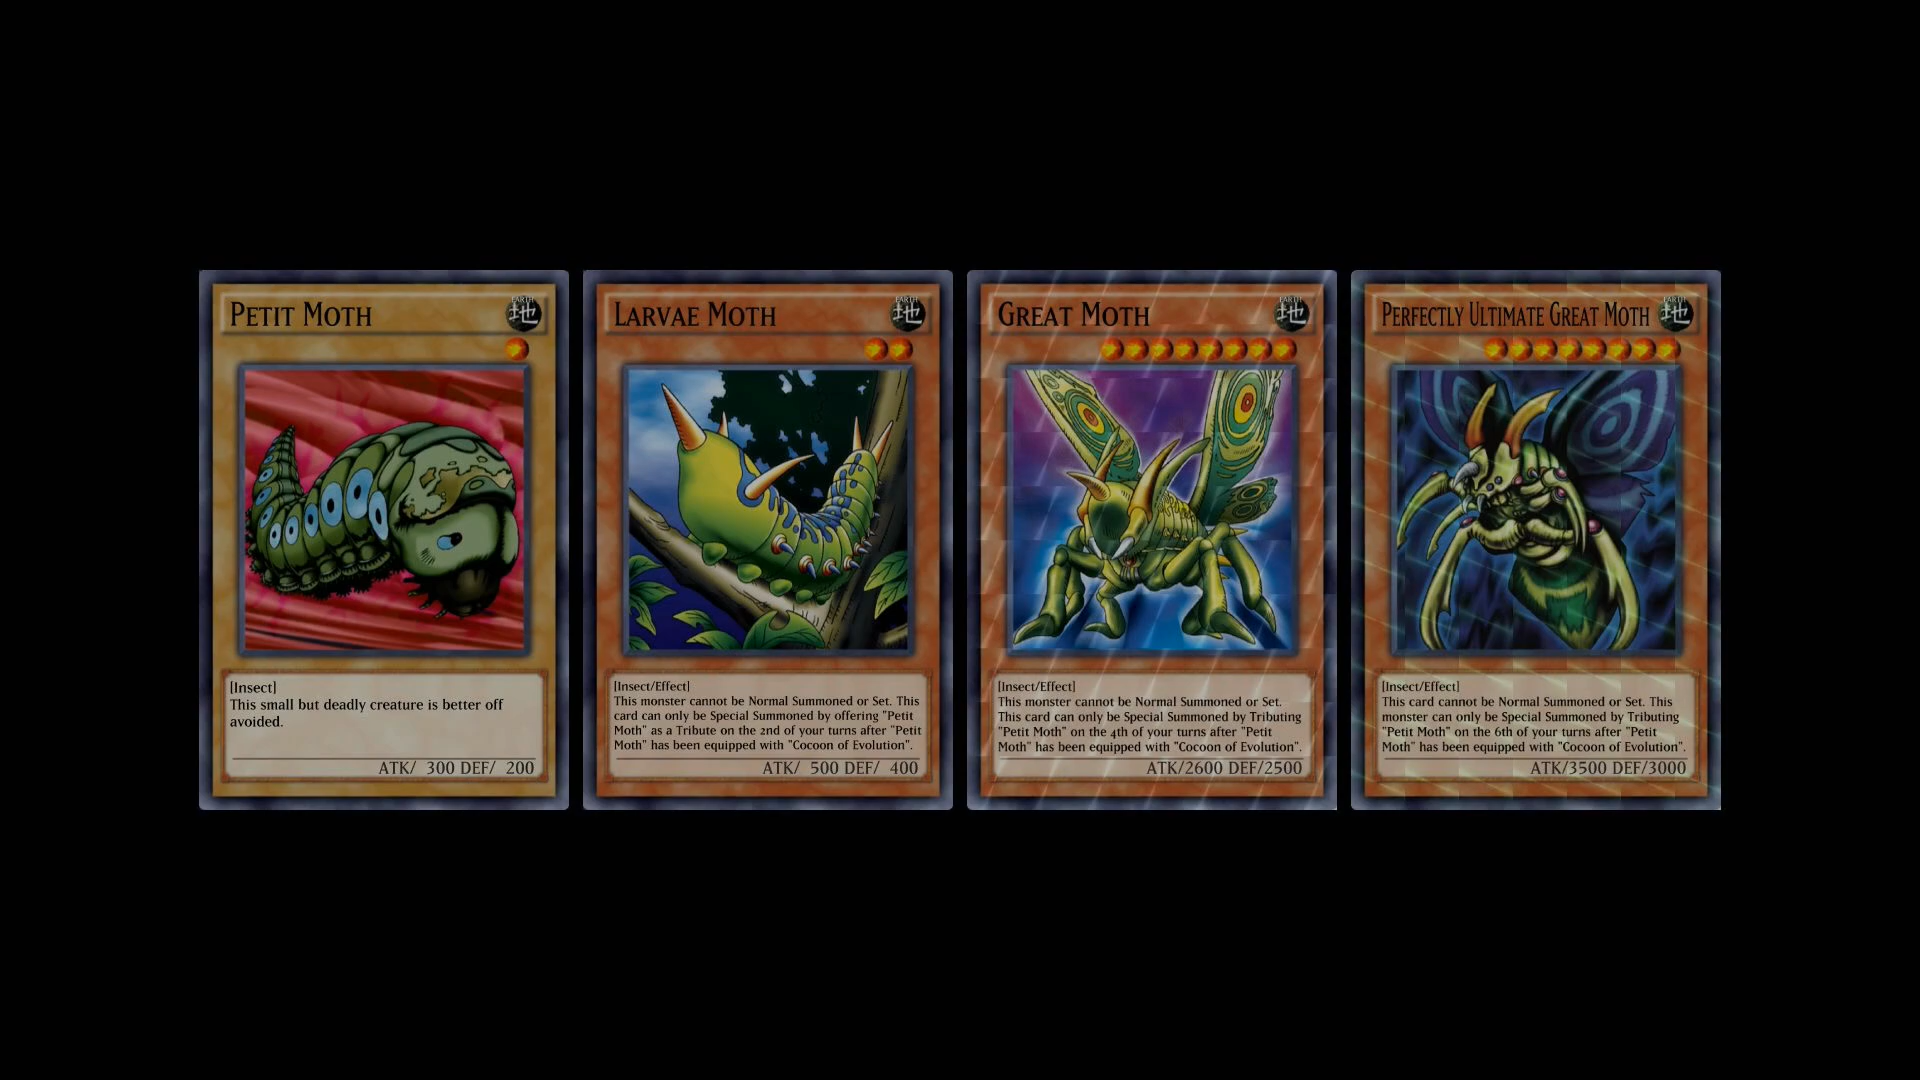 Petit Moth
EARTH
地
[Insect]
This small but deadly creature is better off
avoided.
ATK/ 300 DEF/ 200
Larvae Moth
EARTH
地
[Insect/Effect]
This monster cannot be Normal Summoned or Set. This
card can only be Special Summoned by offering "Petit
Moth" as a Tribute on the 2nd of your turns after "Petit
Moth" has been equipped with "Cocoon of Evolution".
ATK/ 500 DEF/ 400
Great Moth
EARTH
地
[Insect/Effect]
This monster cannot be Normal Summoned or Set.
This card can only be Special Summoned by Tributing
"Petit Moth" on the 4th of your turns after "Petit
Moth" has been equipped with "Cocoon of Evolution".
ATK/2600 DEF/2500
Perfectly Ultimate Great Moth
EARTH
地
[Insect/Effect]
This card cannot be Normal Summoned or Set. This
monster can only be Special Summoned by Tributing
"Petit Moth" on the 6th of your turns after "Petit
Moth" has been equipped with "Cocoon of Evolution".
ATK/3500 DEF/3000